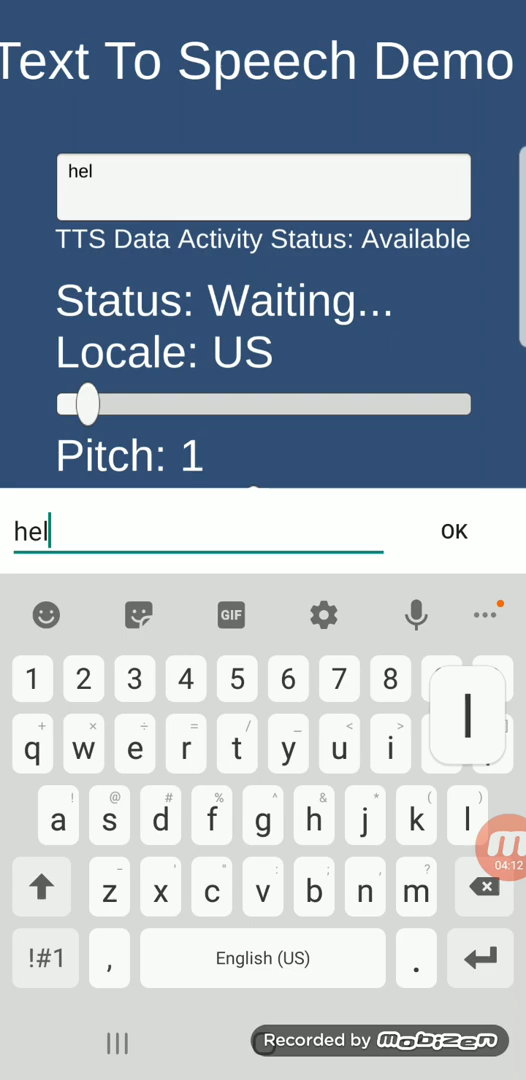 Text To Speech Demo
hel
TTS Data Activity Status: Available
Status: Waiting...
Locale: US
Pitch: 1
hel
OK
GIF
1 2 3 4 5 6 7 8
+ × ÷ = / _ < >
q w e r t y u i l
! @ # % ^ & * ( )
a s d f g h j k l
- ' " : ; , ?
z x c v b n m
04:12
!#1 , English (US) .
Recorded by mobizen